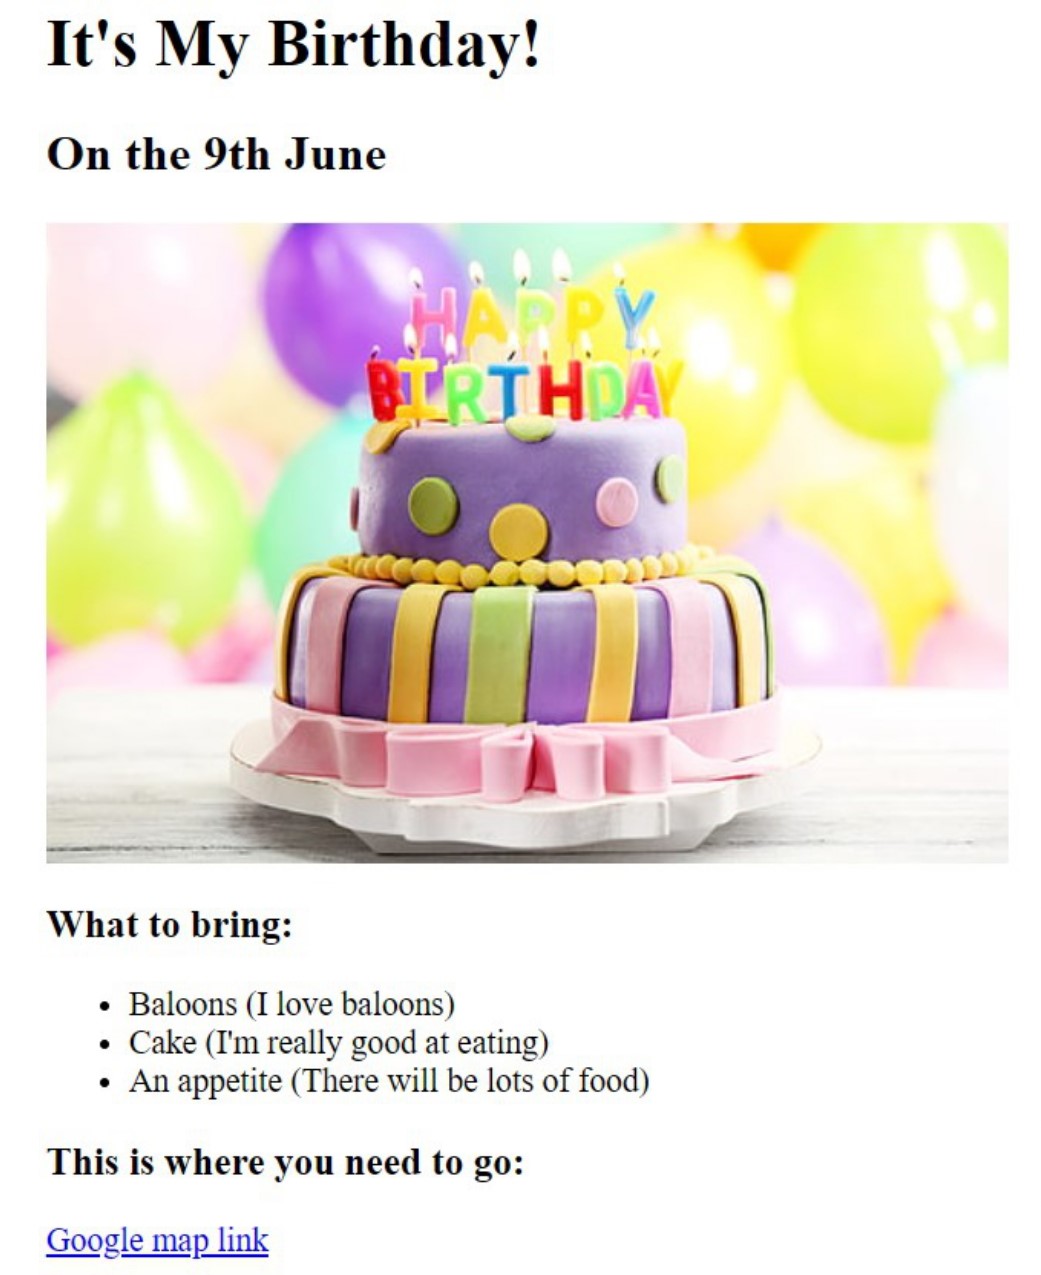 It's My Birthday!
On the 9th June
HAPPY
BIRTHDAY
What to bring:
Baloons (I love baloons)
Cake (I'm really good at eating)
An appetite (There will be lots of food)
This is where you need to go:
Google map link